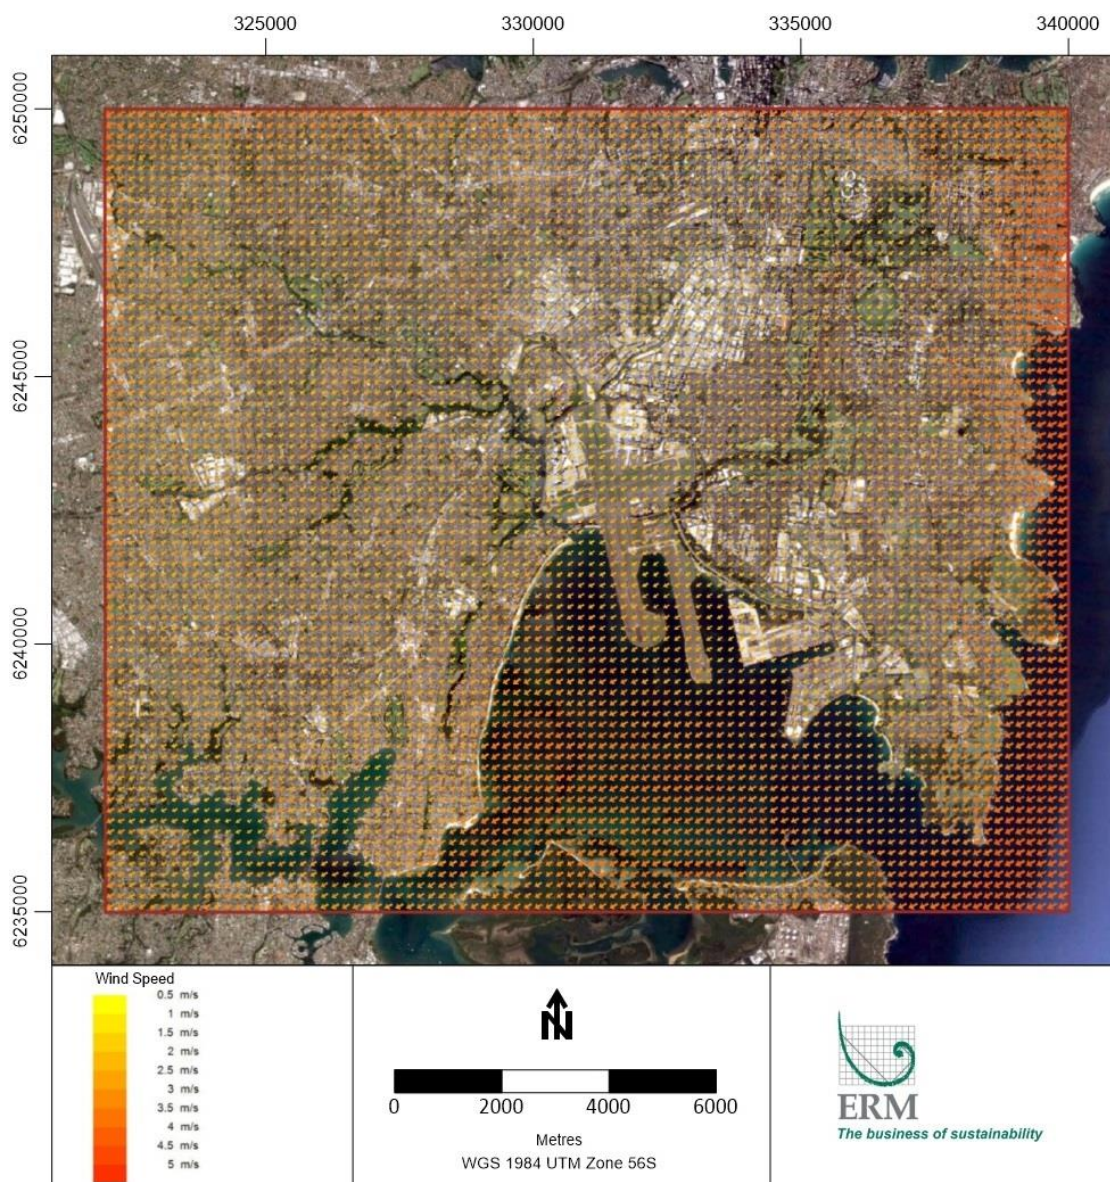 325000 330000 335000 340000
6250000
6245000
6240000
6235000
Wind Speed
0.5 m/s
1 m/s
1.5 m/s
2 m/s
2.5 m/s
3 m/s
3.5 m/s
4 m/s
4.5 m/s
5 m/s
N
0 2000 4000 6000
Metres
WGS 1984 UTM Zone 56S
ERM
The business of sustainability